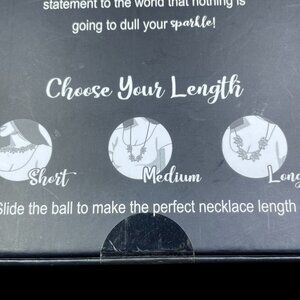 statement to the world that nothing is
going to dull your sparkle!
Choose Your Length
Short Medium Long
Slide the ball to make the perfect necklace length